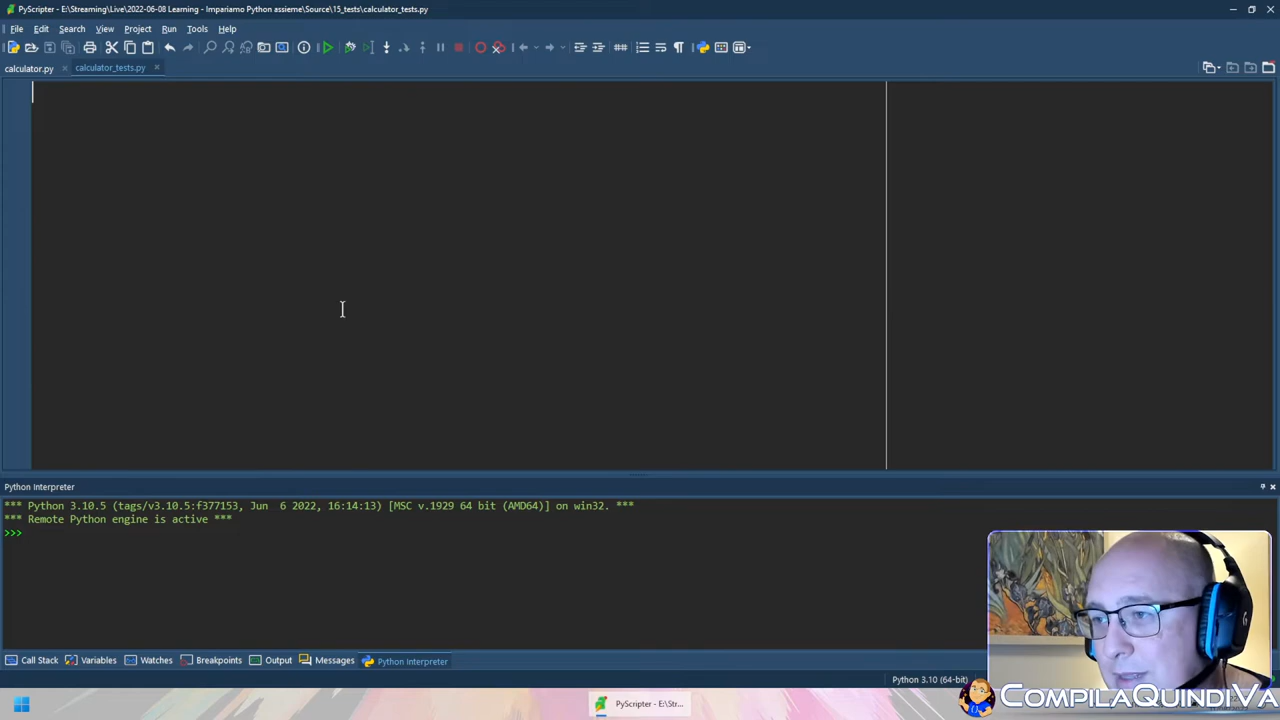 PyScripter - E:\Streaming\Live\2022-06-08 Learning - Impariamo Python assieme\Source\15_tests\calculator_tests.py
File Edit Search View Project Run Tools Help
calculator.py calculator_tests.py
Python Interpreter
*** Python 3.10.5 (tags/v3.10.5:f377153, Jun  6 2022, 16:14:13) [MSC v.1929 64 bit (AMD64)] on win32. ***
*** Remote Python engine is active ***
>>>
Call Stack Variables Watches Breakpoints Output Messages Python Interpreter
Python 3.10 (64-bit)
PyScripter - E:\Stre...
COMPILAQUINDIVA